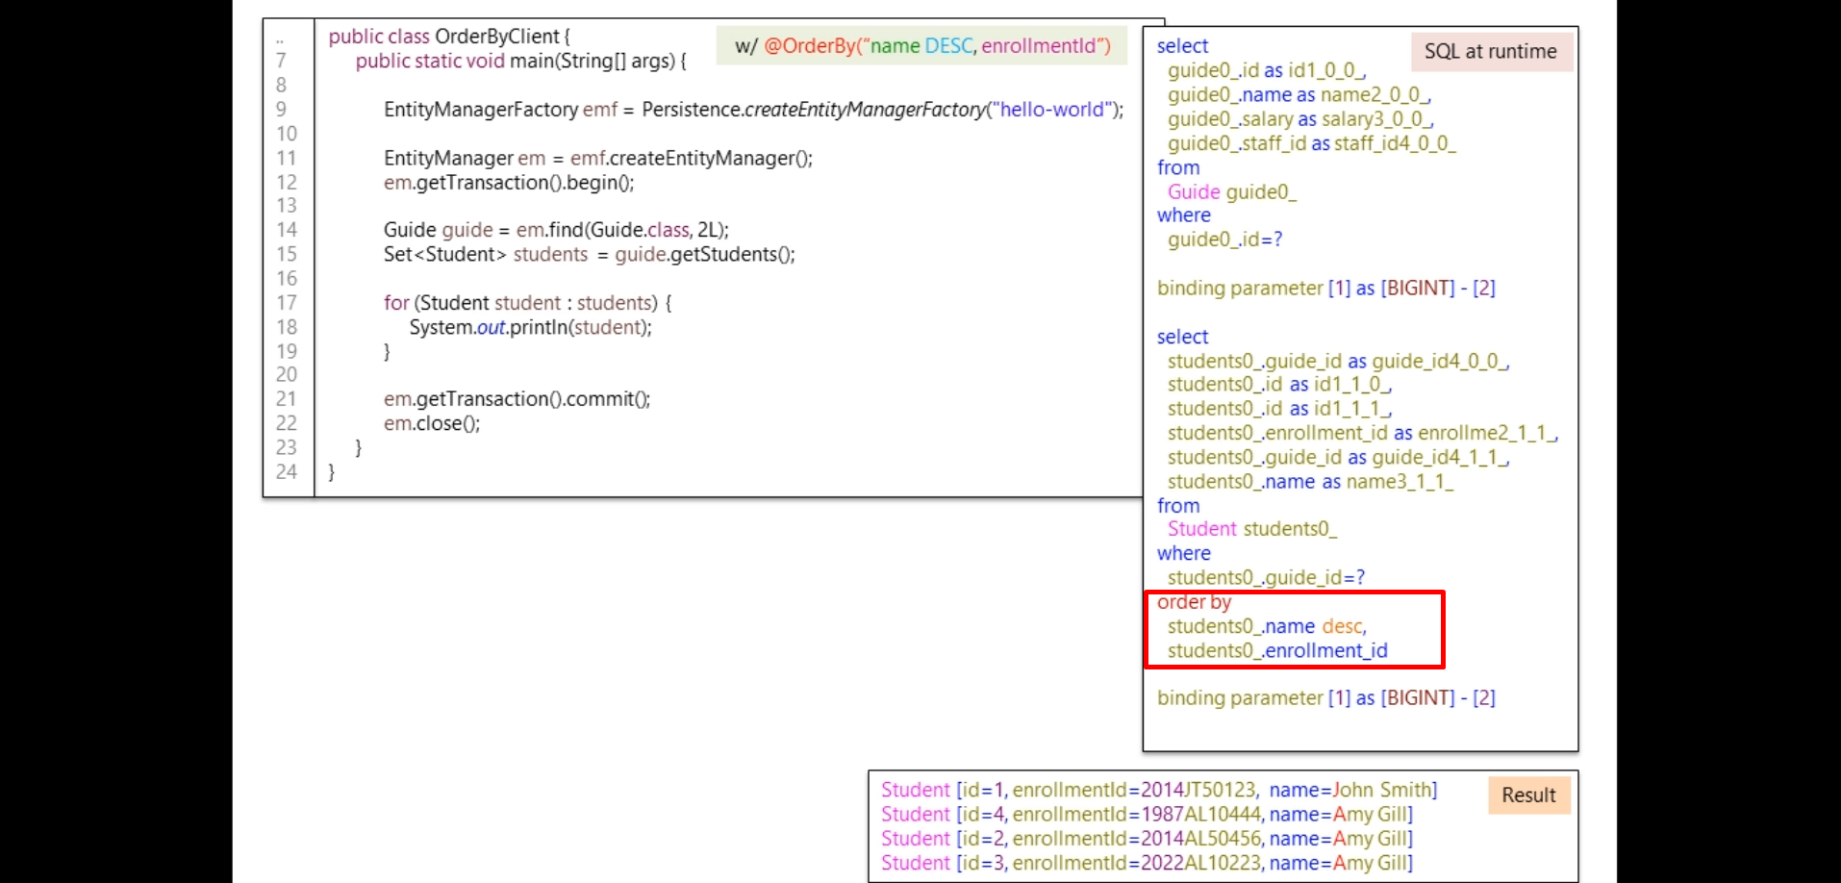 ..
public class OrderByClient {
w/ @OrderBy("name DESC, enrollmentId")
7 public static void main(String[] args) {
8
9 EntityManagerFactory emf = Persistence.createEntityManagerFactory("hello-world");
10
11 EntityManager em = emf.createEntityManager();
12 em.getTransaction().begin();
13
14 Guide guide = em.find(Guide.class, 2L);
15 Set<Student> students = guide.getStudents();
16
17 for (Student student : students) {
18 System.out.println(student);
19 }
20
21 em.getTransaction().commit();
22 em.close();
23 }
24 }
SQL at runtime
select
guide0_.id as id1_0_0_,
guide0_.name as name2_0_0_,
guide0_.salary as salary3_0_0_,
guide0_.staff_id as staff_id4_0_0_
from
Guide guide0_
where
guide0_.id=?
binding parameter [1] as [BIGINT] - [2]
select
students0_.guide_id as guide_id4_0_0_,
students0_.id as id1_1_0_,
students0_.id as id1_1_1_,
students0_.enrollment_id as enrollme2_1_1_,
students0_.guide_id as guide_id4_1_1_,
students0_.name as name3_1_1_
from
Student students0_
where
students0_.guide_id=?
order by
students0_.name desc,
students0_.enrollment_id
binding parameter [1] as [BIGINT] - [2]
Result
Student [id=1, enrollmentId=2014JT50123, name=John Smith]
Student [id=4, enrollmentId=1987AL10444, name=Amy Gill]
Student [id=2, enrollmentId=2014AL50456, name=Amy Gill]
Student [id=3, enrollmentId=2022AL10223, name=Amy Gill]